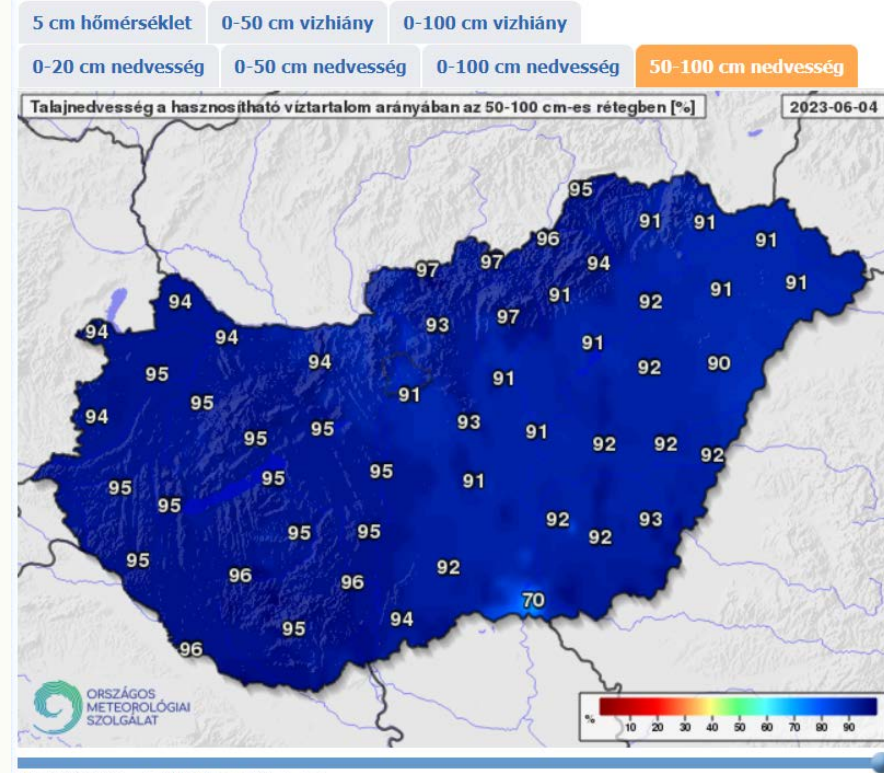 5 cm hőmérséklet 0-50 cm vizhiány 0-100 cm vizhiány
0-20 cm nedvesség 0-50 cm nedvesség 0-100 cm nedvesség 50-100 cm nedvesség
Talajnedvesség a hasznosítható víztartalom arányában az 50-100 cm-es rétegben [%] 2023-06-04
95
91 91
96 91
97 97 94
91 91
94 92 91
93 97
94 94 91
94 92 90
95 91
95 91
94 93
95 95 91 92 92
92
95 95 95 91
95
92 93
95 95 92
95 92
96 96
70
95 94
96
ORSZÁGOS
METEOROLÓGIAI
SZOLGÁLAT
% 10 20 30 40 50 60 70 80 90